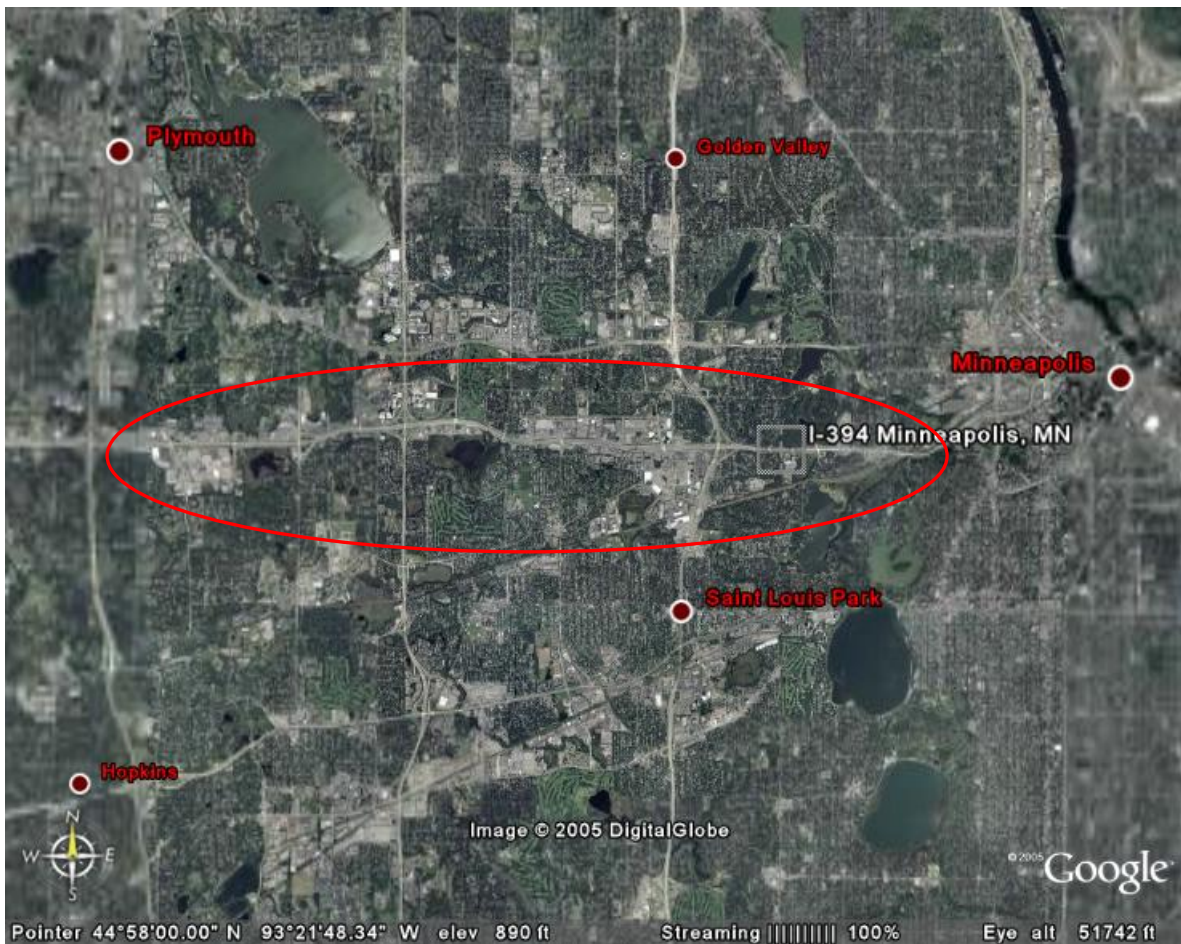 Plymouth
Golden Valley
Minneapolis
I-394 Minneapolis, MN
Saint Louis Park
Hopkins
N
W E
S
Image © 2005 DigitalGlobe
© 2005 Google
Pointer 44°58'00.00" N 93°21'48.34" W elev 890 ft Streaming ||||||||| 100% Eye alt 51742 ft